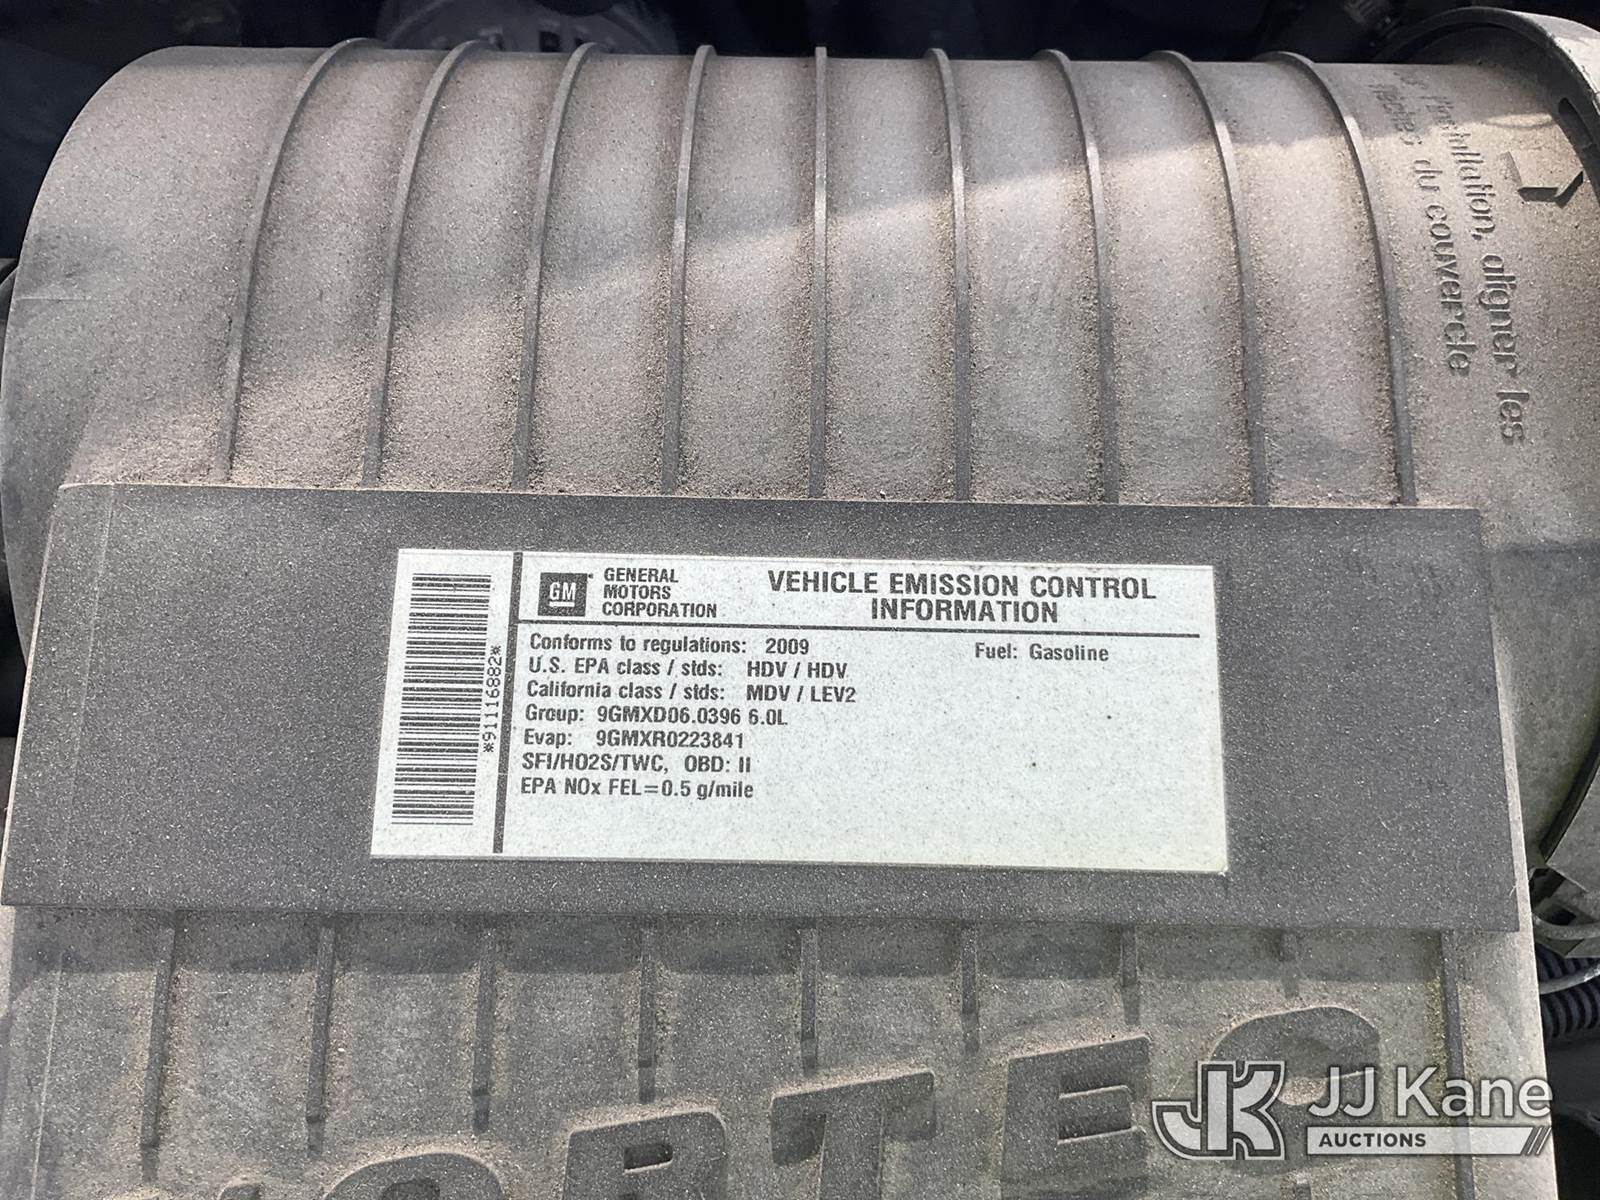 l'installation, aligner les
flèches du couvercle
GM
GENERAL
MOTORS
CORPORATION
VEHICLE EMISSION CONTROL
INFORMATION
Conforms to regulations: 2009
Fuel: Gasoline
U.S. EPA class / stds: HDV / HDV
California class / stds: MDV / LEV2
Group: 9GMXD06.0396 6.0L
Evap: 9GMXR0223841
SFI/HO2S/TWC, OBD: II
EPA NOx FEL=0.5 g/mile
*91116882*
ORTEC
JK JJ Kane
AUCTIONS